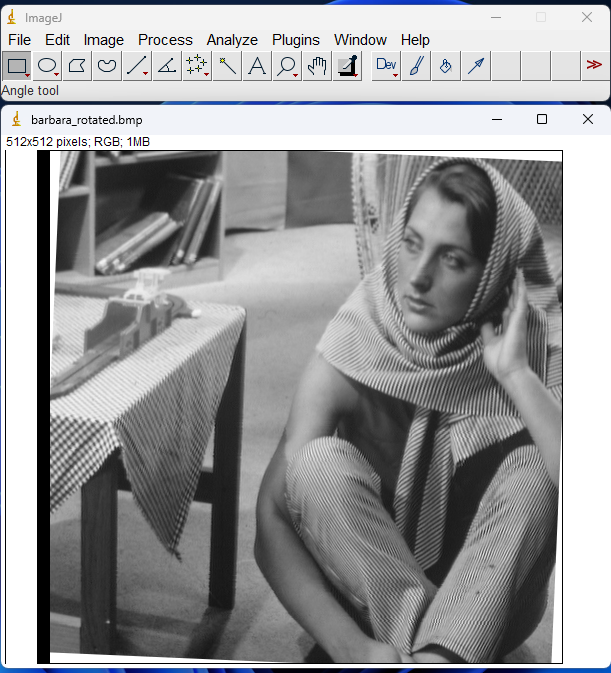 ImageJ
File Edit Image Process Analyze Plugins Window Help
A Dev
Angle tool
barbara_rotated.bmp
512x512 pixels; RGB; 1MB